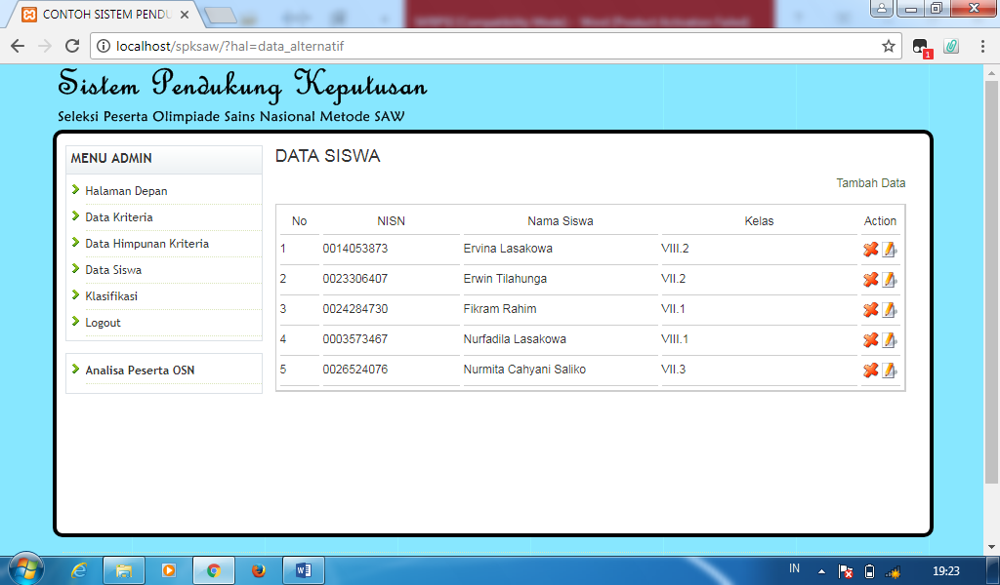 CONTOH SISTEM PENDU
localhost/spksaw/?hal=data_alternatif
1
Sistem Pendukung Keputusan
Seleksi Peserta Olimpiade Sains Nasional Metode SAW
MENU ADMIN
Halaman Depan
Data Kriteria
Data Himpunan Kriteria
Data Siswa
Klasifikasi
Logout
Analisa Peserta OSN
DATA SISWA
Tambah Data
No NISN Nama Siswa Kelas Action
1 0014053873 Ervina Lasakowa VIII.2
2 0023306407 Erwin Tilahunga VII.2
3 0024284730 Fikram Rahim VII.1
4 0003573467 Nurfadila Lasakowa VIII.1
5 0026524076 Nurmita Cahyani Saliko VII.3
IN 19:23